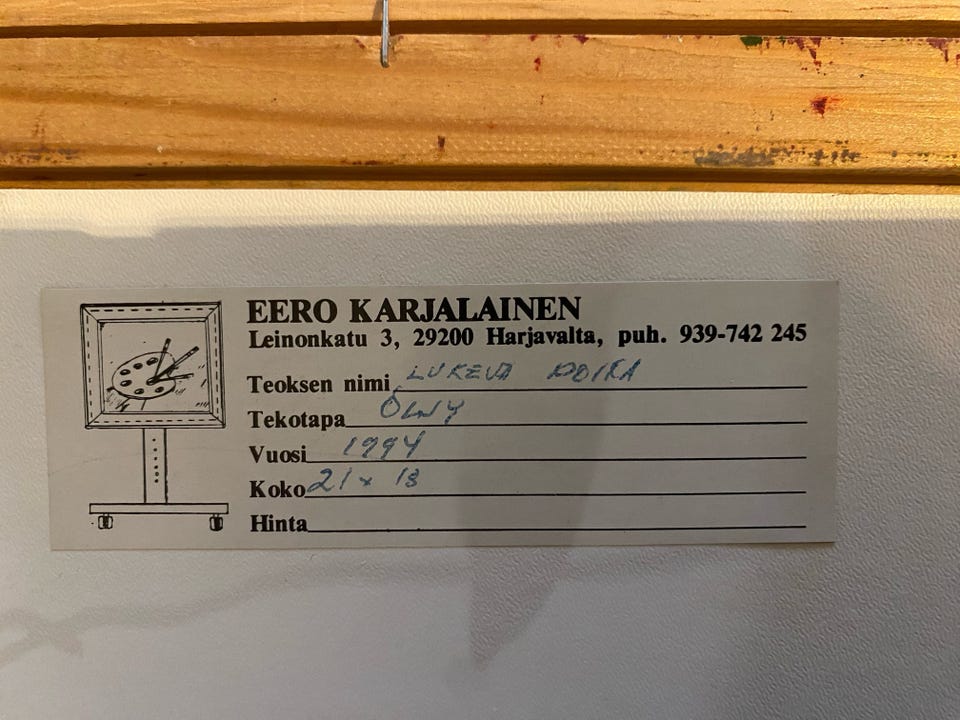 EERO KARJALAINEN
Leinonkatu 3, 29200 Harjavalta, puh. 939-742 245
Teoksen nimi LUKEVA POIKA
Tekotapa ÖLJY
Vuosi 1994
Koko 21 x 13
Hinta